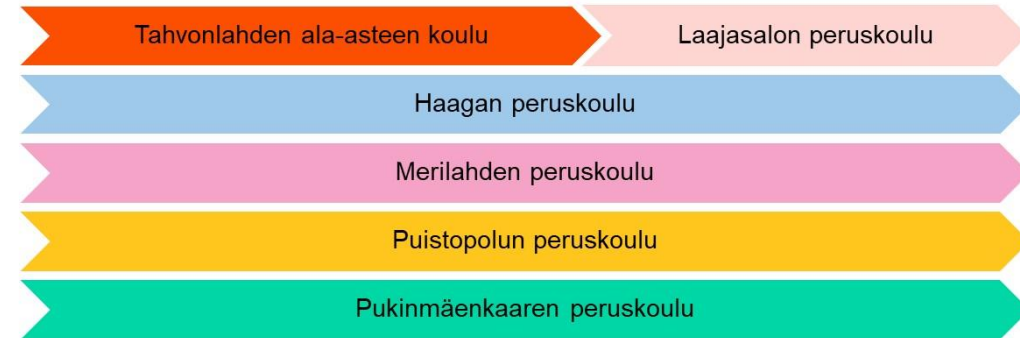 Tahvonlahden ala-asteen koulu
Laajasalon peruskoulu
Haagan peruskoulu
Merilahden peruskoulu
Puistopolun peruskoulu
Pukinmäenkaaren peruskoulu